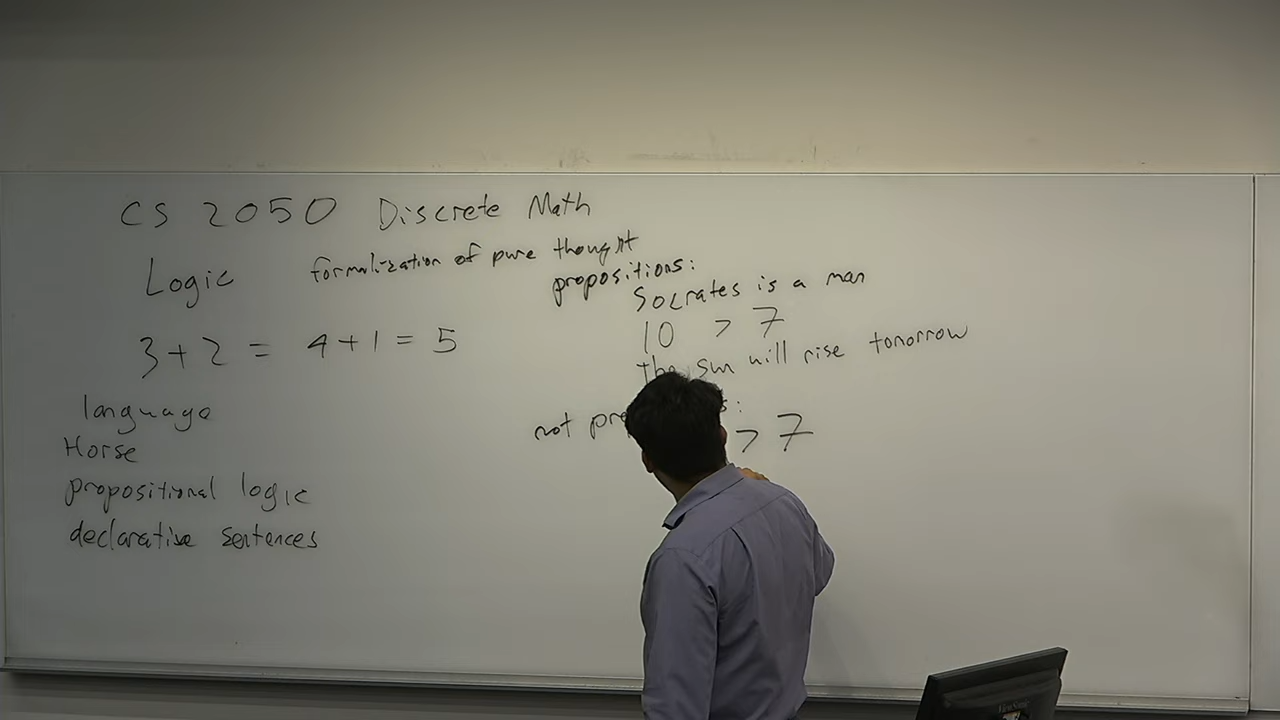 CS 2050 Discrete Math
Logic formalization of pure thought
propositions:
Socrates is a man
10 > 7
the sun will rise tomorrow
3 + 2 = 4 + 1 = 5
language
Horse
propositional logic
declarative sentences
not
> 7
ViewSonic